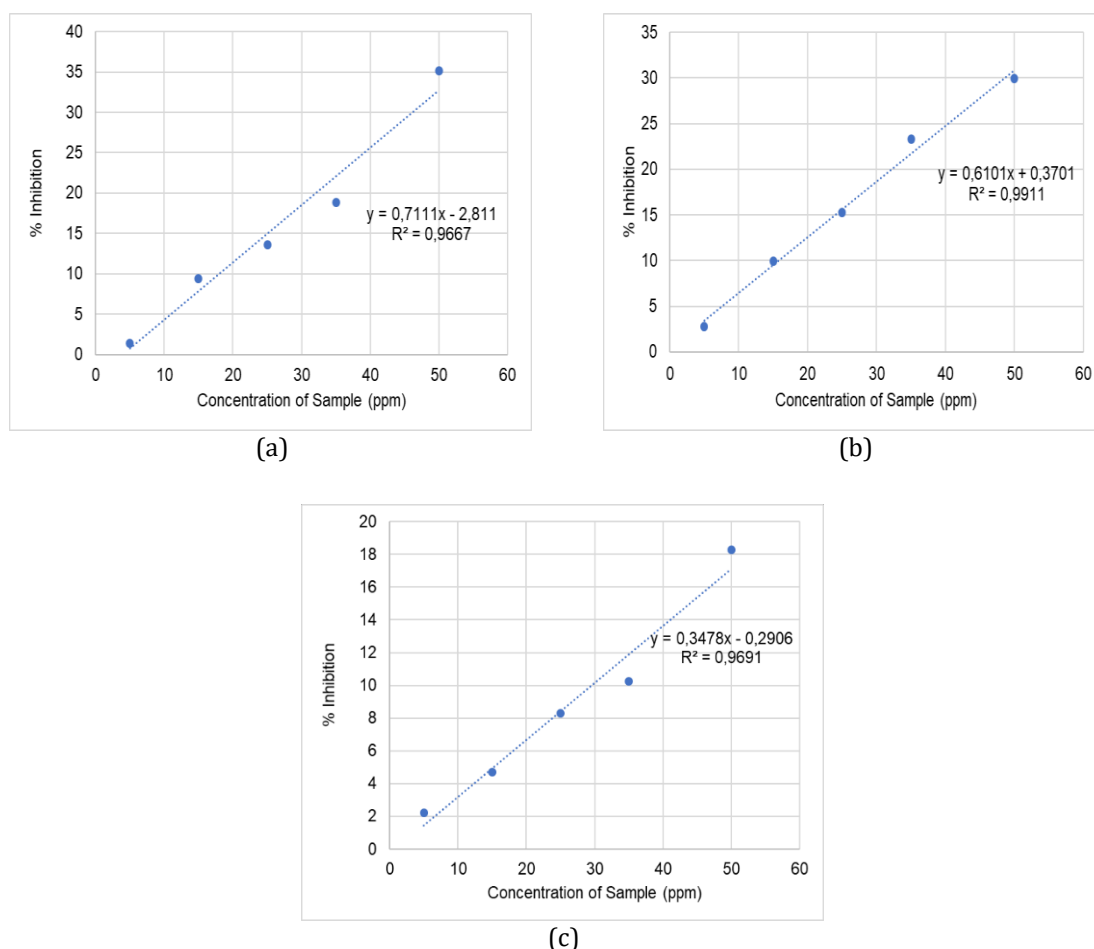 40
35
30
25
20
15
10
5
0
% Inhibition
y = 0,7111x - 2,811
R² = 0,9667
0 10 20 30 40 50 60
Concentration of Sample (ppm)
(a)
35
30
25
20
15
10
5
0
% Inhibition
y = 0,6101x + 0,3701
R² = 0,9911
0 10 20 30 40 50 60
Concentration of Sample (ppm)
(b)
20
18
16
14
12
10
8
6
4
2
0
% Inhibition
y = 0,3478x - 0,2906
R² = 0,9691
0 10 20 30 40 50 60
Concentration of Sample (ppm)
(c)